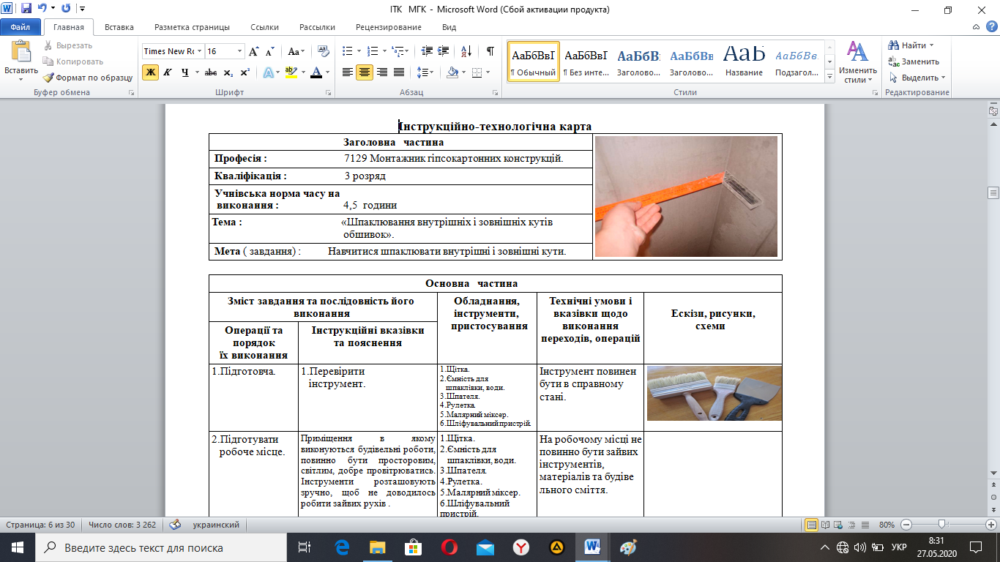 ІТК МГК - Microsoft Word (Сбой активации продукта)
Файл Главная Вставка Разметка страницы Ссылки Рассылки Рецензирование Вид
Вставить
Вырезать
Копировать
Формат по образцу
Буфер обмена
Times New Ro 16
Ж К Ч abc x₂ x²
Шрифт
Абзац
АаБбВвГ АаБбВвГ АаБбВ АаБбВв АаБ АаБбВв.
¶ Обычный ¶ Без инте... Заголово... Заголово... Название Подзагол...
Стили
Изменить
стили
Найти
Заменить
Выделить
Редактирование
Інструкційно-технологічна карта
Заголовна частина
Професія : 7129 Монтажник гіпсокартонних конструкцій.
Кваліфікація : 3 розряд
Учнівська норма часу на
виконання : 4,5 години
Тема : «Шпаклювання внутрішніх і зовнішніх кутів
обшивок».
Мета ( завдання) : Навчитися шпаклювати внутрішні і зовнішні кути.
Основна частина
Зміст завдання та послідовність його
виконання
Операції та
порядок
їх виконання
Інструкційні вказівки
та пояснення
Обладнання,
інструменти,
пристосування
Технічні умови і
вказівки щодо
виконання
переходів, операцій
Ескізи, рисунки,
схеми
1.Підготовча.
1.Перевірити
інструмент.
1.Щітка.
2.Ємність для
шпаклівки, води.
3.Шпателя.
4.Рулетка.
5.Малярний міксер.
6.Шліфувальний пристрій.
Інструмент повинен
бути в справному
стані.
2.Підготувати
робоче місце.
Приміщення в якому
виконуються будівельні роботи,
повинно бути просторовим,
світлим, добре провітрюватись.
Інструменти розташовують
зручно, щоб не доводилось
робити зайвих рухів .
1.Щітка.
2.Ємність для
шпаклівки, води.
3.Шпателя.
4.Рулетка.
5.Малярний міксер.
6.Шліфувальний
пристрій.
На робочому місці не
повинно бути зайвих
інструментів,
матеріалів та будіве
льного сміття.
Страница: 6 из 30 Число слов: 3 262 украинский 80%
Введите здесь текст для поиска
УКР
8:31
27.05.2020